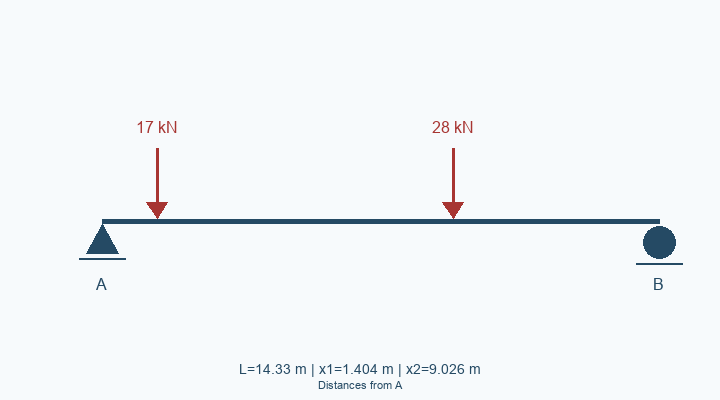 17 kN 28 kN
A B
L=14.33 m | x1=1.404 m | x2=9.026 m
Distances from A